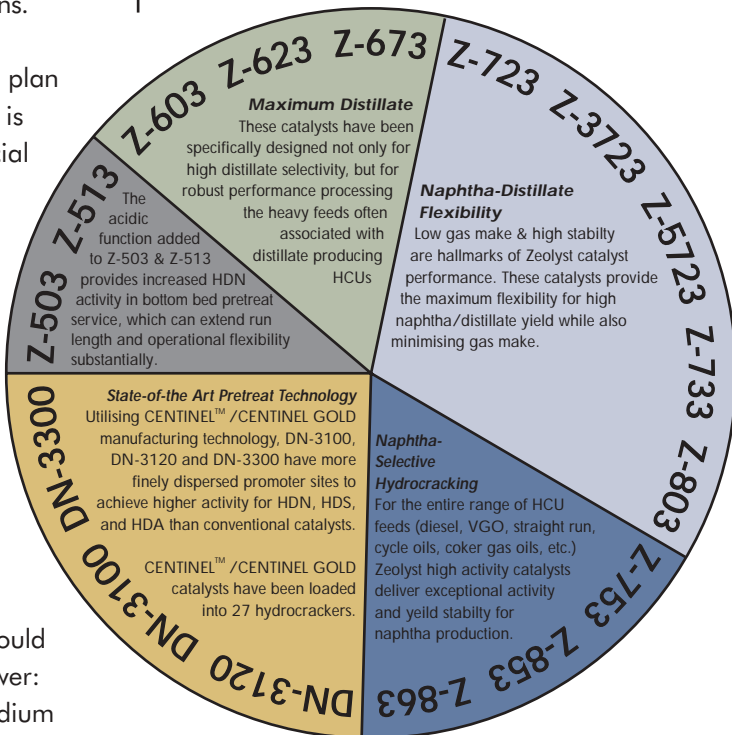 ns.
plan
is
cial
Z-603 Z-623 Z-673
Maximum Distillate
These catalysts have been
specifically designed not only for
high distillate selectivity, but for
robust performance processing
the heavy feeds often
associated with
distillate producing
HCUs
Z-723 Z-3723 Z-5723 Z-733 Z-803
Naphtha-Distillate
Flexibility
Low gas make & high stabilty
are hallmarks of Zeolyst catalyst
performance. These catalysts provide
the maximum flexibility for high
naphtha/distillate yield while also
minimising gas make.
Z-503 Z-513
The
acidic
function added
to Z-503 & Z-513
provides increased HDN
activity in bottom bed pretreat
service, which can extend run
length and operational flexibility
substantially.
DN-3300 DN-3100 DN-3120
State-of-the Art Pretreat Technology
Utilising CENTINEL™/CENTINEL GOLD
manufacturing technology, DN-3100,
DN-3120 and DN-3300 have more
finely dispersed promoter sites to
achieve higher activity for HDN, HDS,
and HDA than conventional catalysts.
CENTINEL™/CENTINEL GOLD
catalysts have been loaded
into 27 hydrocrackers.
Naphtha-
Selective
Hydrocracking
For the entire range of HCU
feeds (diesel, VGO, straight run,
cycle oils, coker gas oils, etc.)
Zeolyst high activity catalysts
deliver exceptional activity
and yeild stabilty for
naphtha production.
Z-753 Z-853 Z-863
ould
ver:
dium